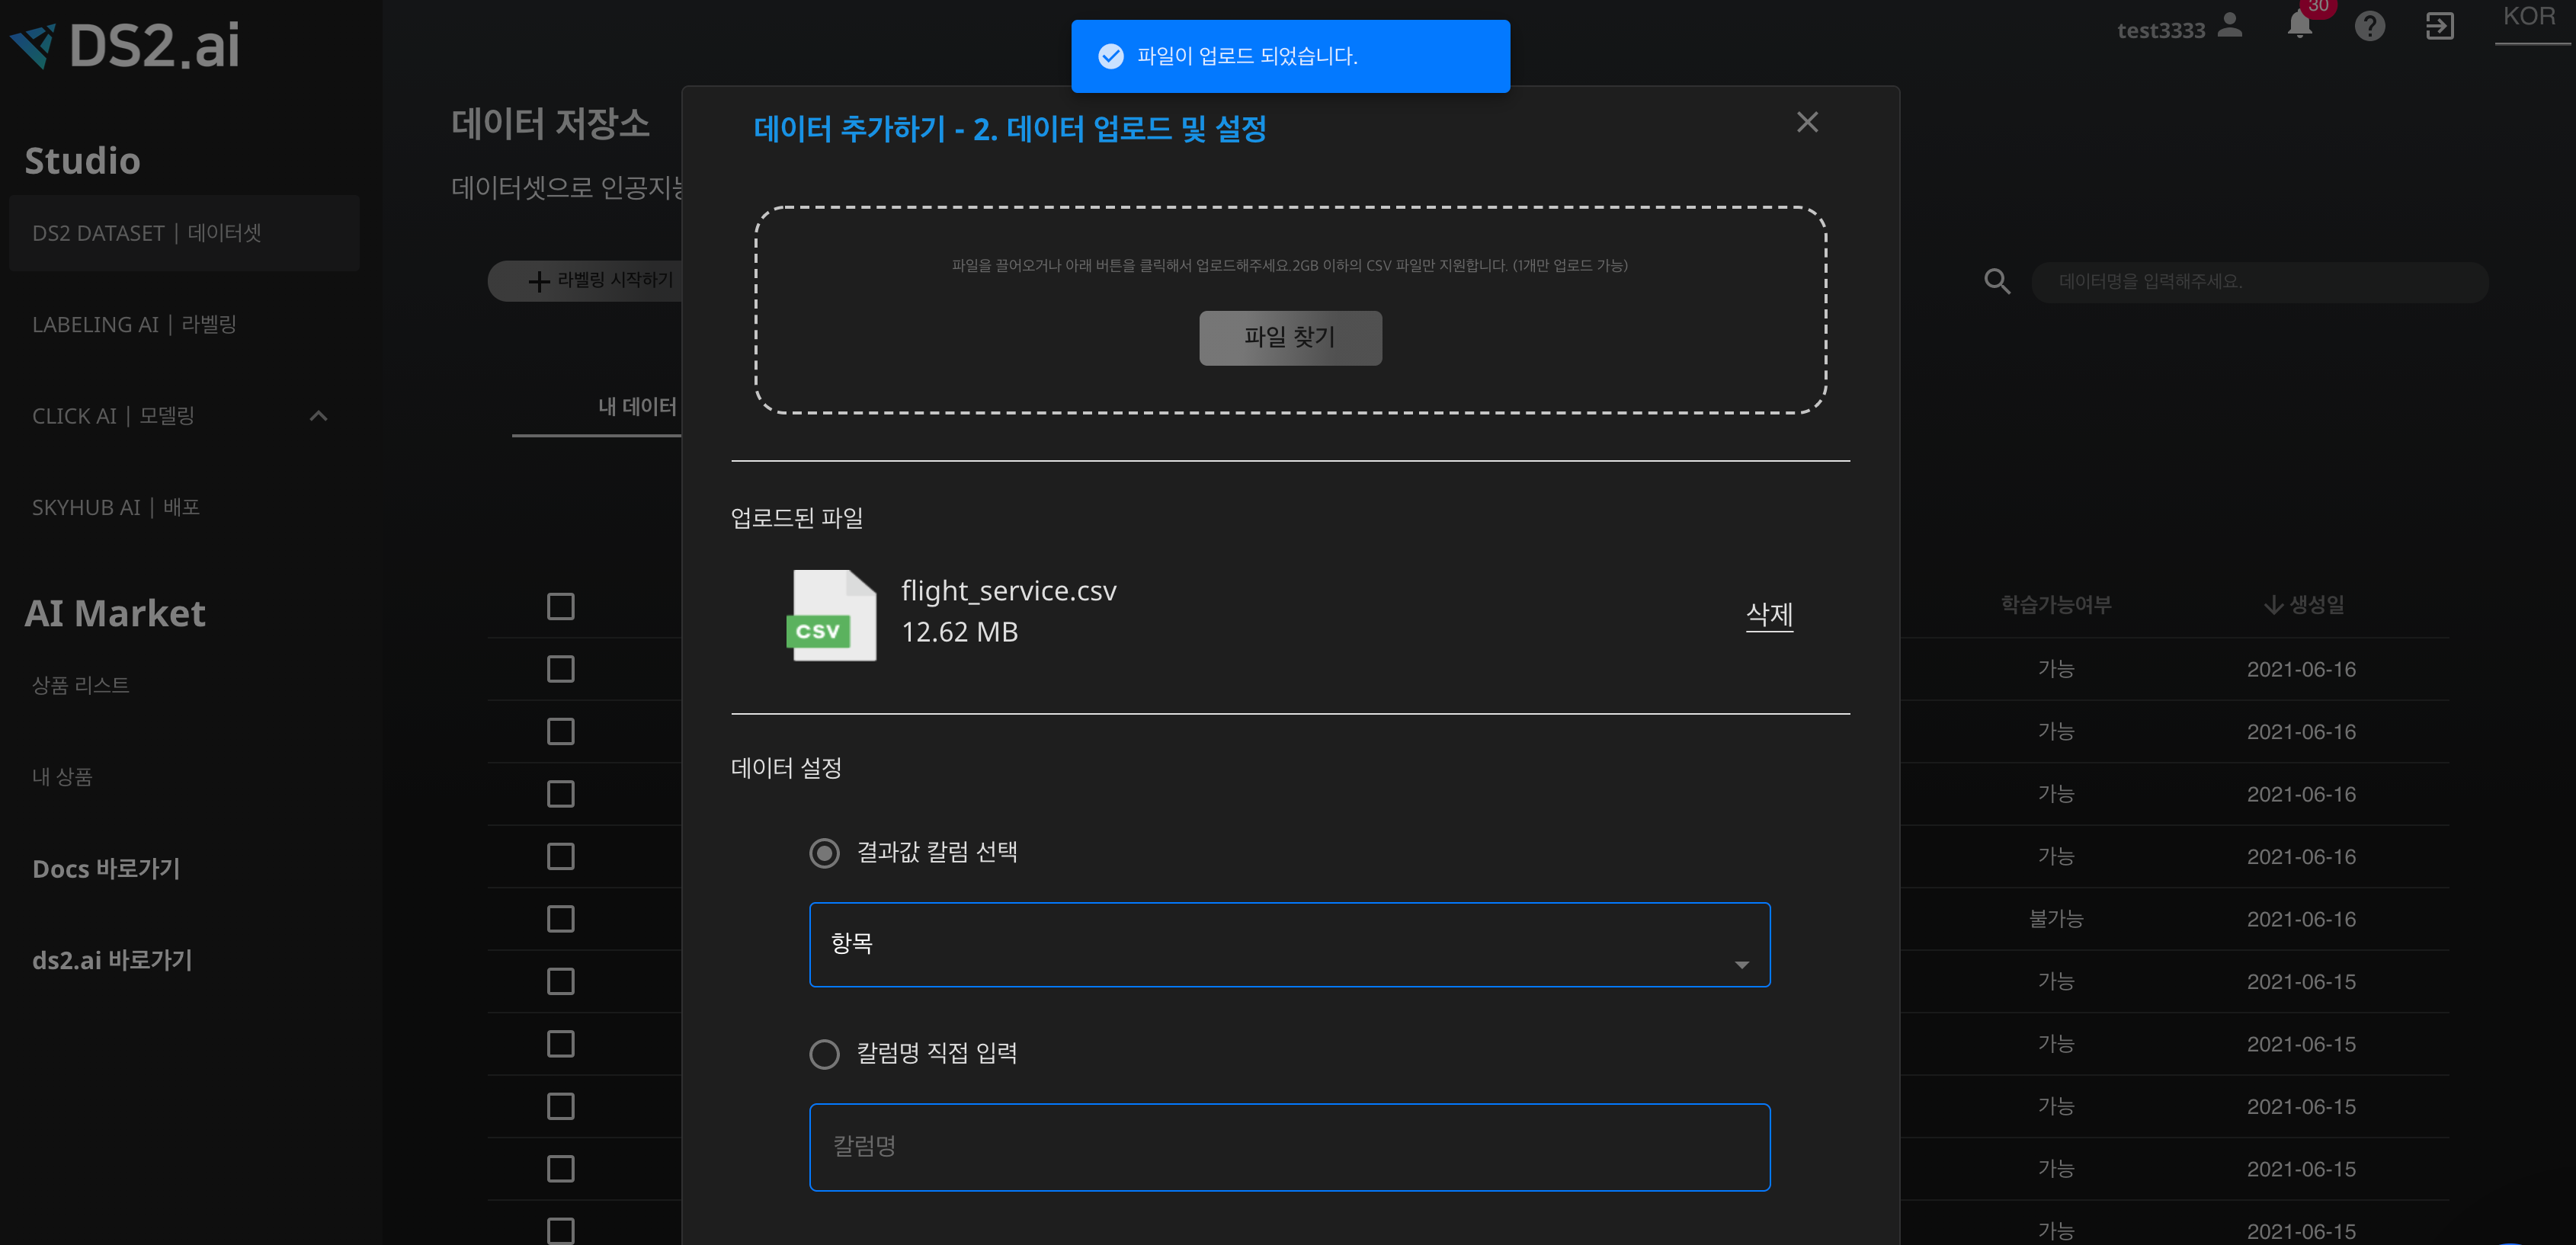 DS2.ai
파일이 업로드 되었습니다.
test3333
30
KOR
Studio
DS2 DATASET | 데이터셋
LABELING AI | 라벨링
CLICK AI | 모델링
SKYHUB AI | 배포
AI Market
상품 리스트
내 상품
Docs 바로가기
ds2.ai 바로가기
데이터 저장소
데이터셋으로 인공지능
라벨링 시작하기
데이터명을 입력해주세요.
내 데이터
데이터 추가하기 - 2. 데이터 업로드 및 설정
파일을 끌어오거나 아래 버튼을 클릭해서 업로드해주세요.2GB 이하의 CSV 파일만 지원합니다. (1개만 업로드 가능)
파일 찾기
업로드된 파일
CSV
flight_service.csv
12.62 MB
삭제
데이터 설정
결과값 칼럼 선택
항목
칼럼명 직접 입력
칼럼명
학습가능여부 생성일
가능 2021-06-16
가능 2021-06-16
가능 2021-06-16
가능 2021-06-16
불가능 2021-06-16
가능 2021-06-15
가능 2021-06-15
가능 2021-06-15
가능 2021-06-15
가능 2021-06-15